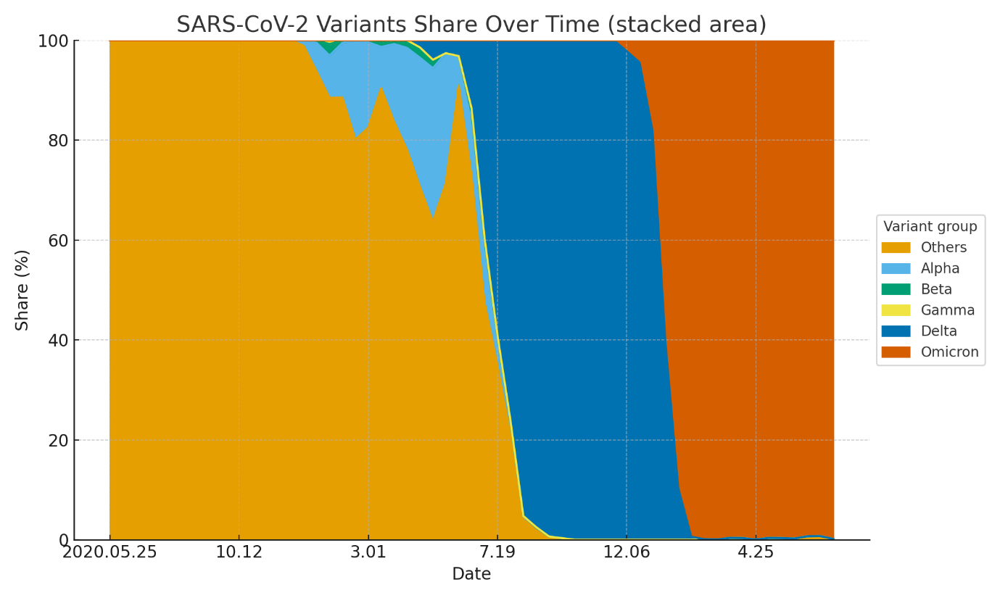 SARS-CoV-2 Variants Share Over Time (stacked area)
100
80
60
40
20
0
Share (%)
2020.05.25 10.12 3.01 7.19 12.06 4.25
Date
Variant group
Others
Alpha
Beta
Gamma
Delta
Omicron